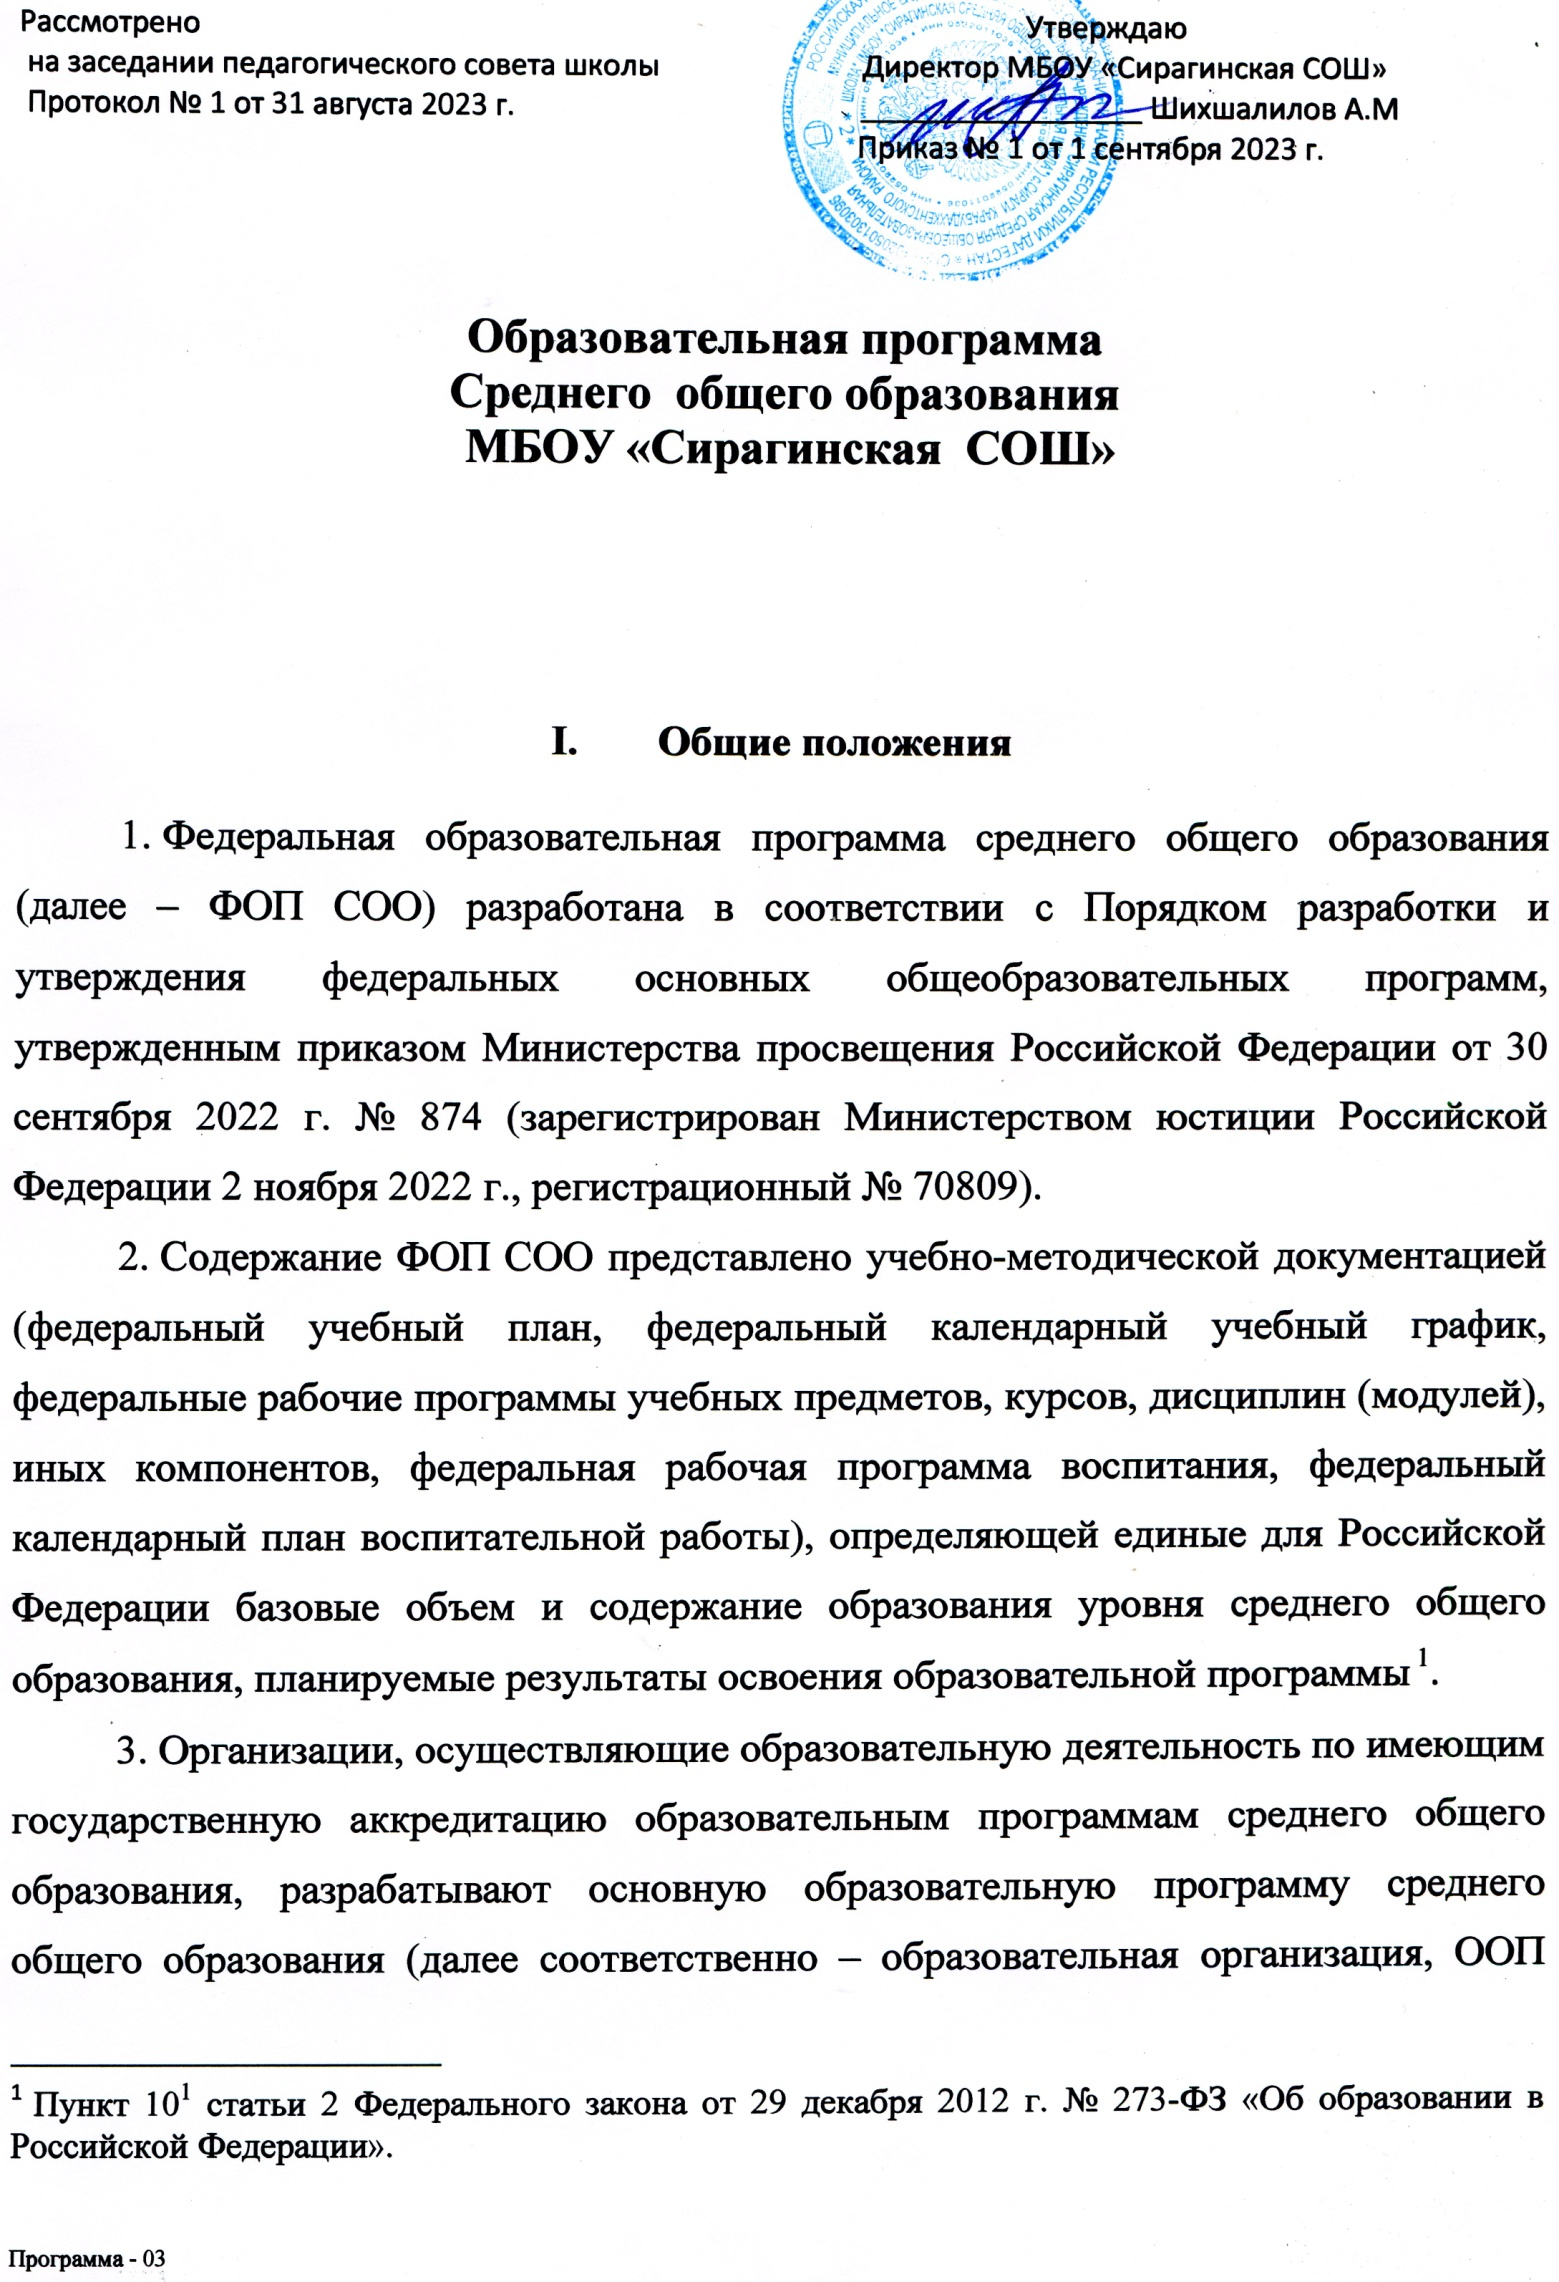 Рассмотрено
на заседании педагогического совета школы
Протокол № 1 от 31 августа 2023 г.
Утверждаю
Директор МБОУ «Сирагинская СОШ»
Шихшалилов А.М
Приказ № 1 от 1 сентября 2023 г.
Образовательная программа
Среднего общего образования
МБОУ «Сирагинская СОШ»
I. Общие положения
1. Федеральная образовательная программа среднего общего образования
(далее – ФОП СОО) разработана в соответствии с Порядком разработки и
утверждения федеральных основных общеобразовательных программ,
утвержденным приказом Министерства просвещения Российской Федерации от 30
сентября 2022 г. № 874 (зарегистрирован Министерством юстиции Российской
Федерации 2 ноября 2022 г., регистрационный № 70809).
2. Содержание ФОП СОО представлено учебно-методической документацией
(федеральный учебный план, федеральный календарный учебный график,
федеральные рабочие программы учебных предметов, курсов, дисциплин (модулей),
иных компонентов, федеральная рабочая программа воспитания, федеральный
календарный план воспитательной работы), определяющей единые для Российской
Федерации базовые объем и содержание образования уровня среднего общего
образования, планируемые результаты освоения образовательной программы ¹.
3. Организации, осуществляющие образовательную деятельность по имеющим
государственную аккредитацию образовательным программам среднего общего
образования, разрабатывают основную образовательную программу среднего
общего образования (далее соответственно – образовательная организация, ООП
¹ Пункт 10¹ статьи 2 Федерального закона от 29 декабря 2012 г. № 273-ФЗ «Об образовании в
Российской Федерации».
Программа - 03